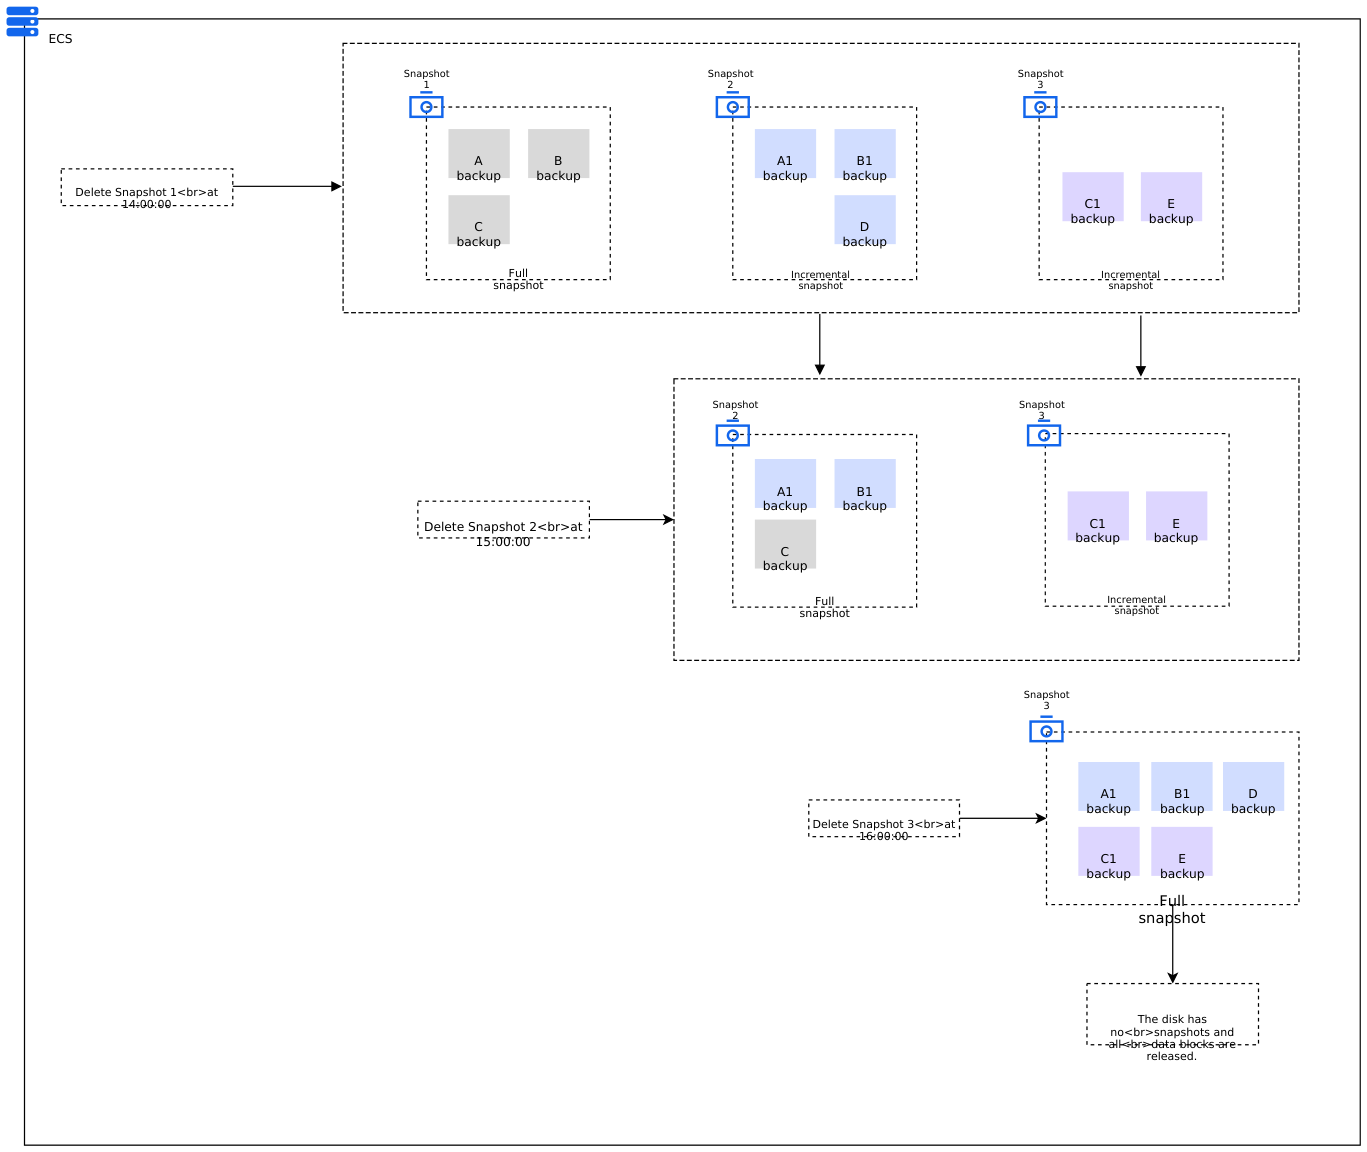 ECS
Snapshot
1
Snapshot
2
Snapshot
3
A
backup
B
backup
C
backup
Full
snapshot
A1
backup
B1
backup
D
backup
Incremental
snapshot
C1
backup
E
backup
Incremental
snapshot
Delete Snapshot 1<br>at
14:00:00
Snapshot
2
Snapshot
3
A1
backup
B1
backup
C
backup
Full
snapshot
C1
backup
E
backup
Incremental
snapshot
Delete Snapshot 2<br>at
15:00:00
Snapshot
3
A1
backup
B1
backup
D
backup
C1
backup
E
backup
Full
snapshot
Delete Snapshot 3<br>at
16:00:00
The disk has
no<br>snapshots and
all<br>data blocks are
released.